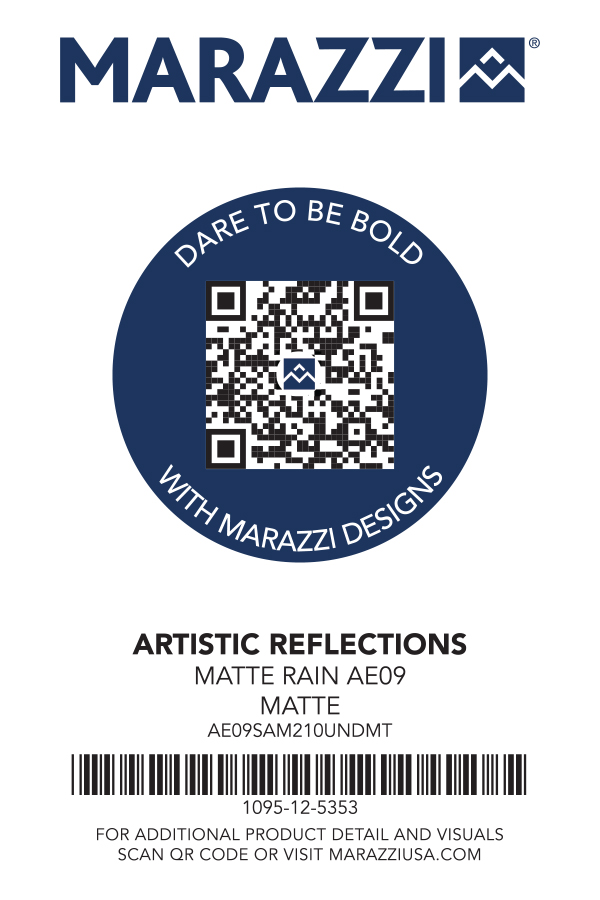 MARAZZI®
DARE TO BE BOLD
WITH MARAZZI DESIGNS
ARTISTIC REFLECTIONS
MATTE RAIN AE09
MATTE
AE09SAM210UNDMT
1095-12-5353
FOR ADDITIONAL PRODUCT DETAIL AND VISUALS
SCAN QR CODE OR VISIT MARAZZIUSA.COM